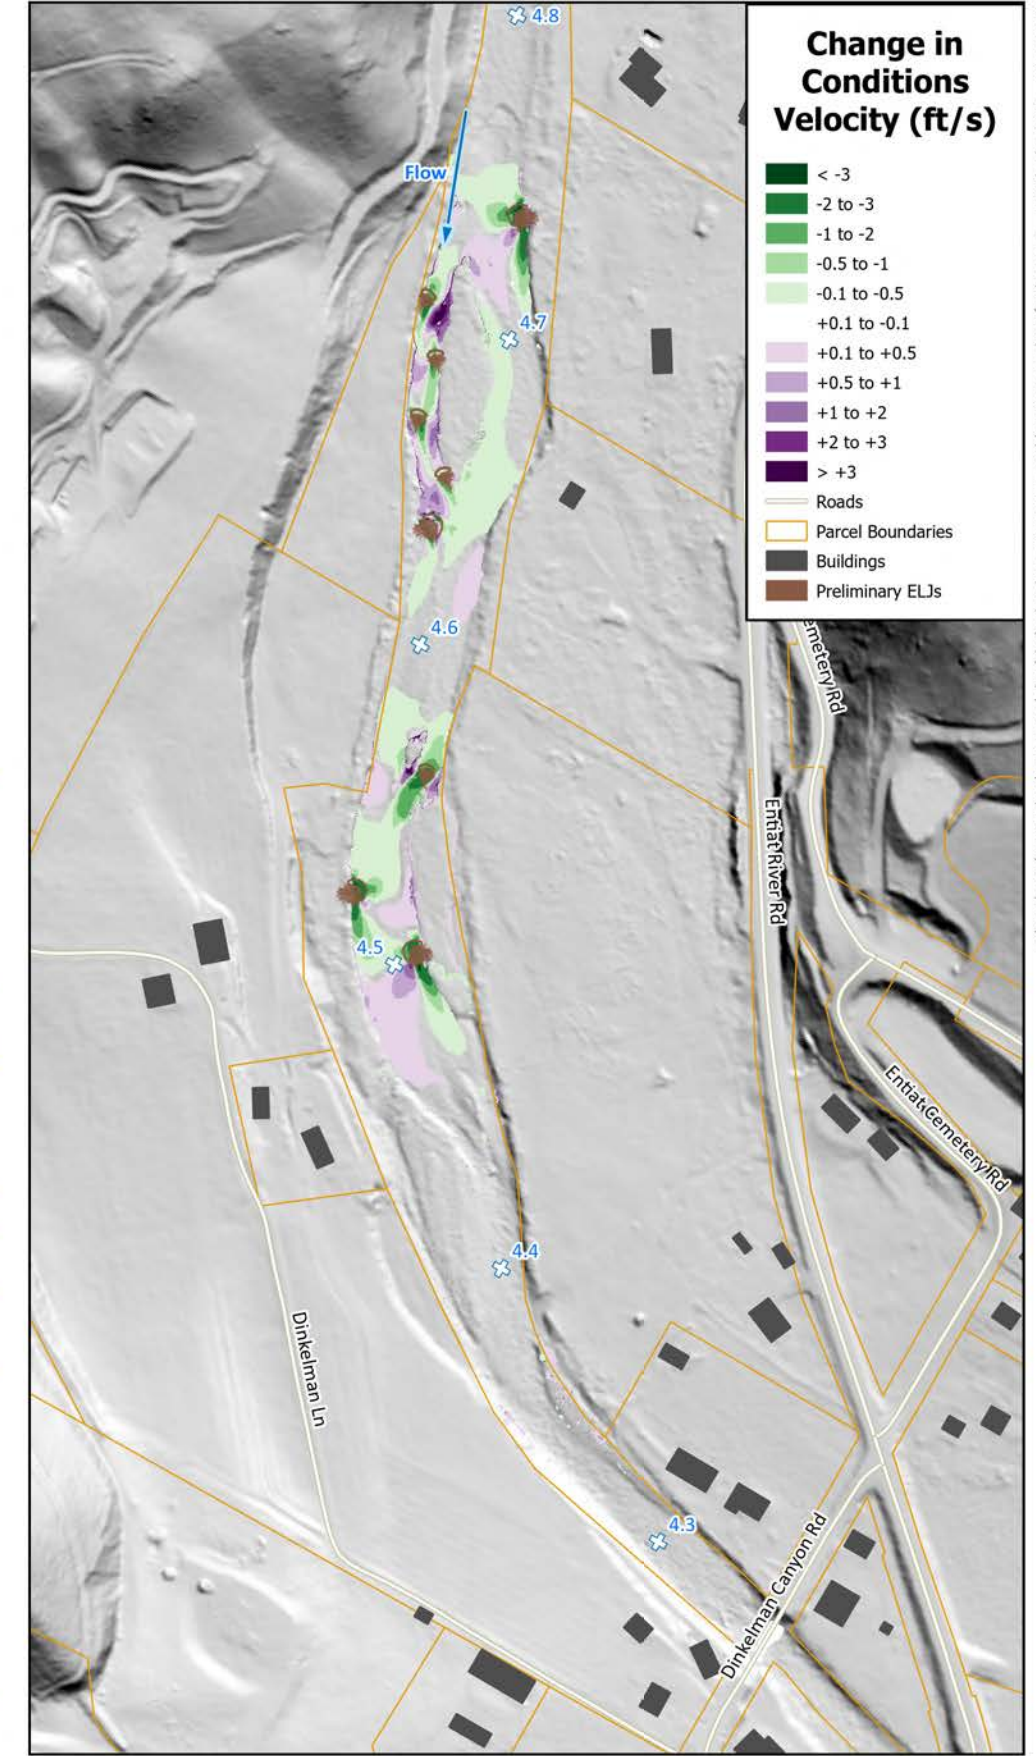 Change in
Conditions
Velocity (ft/s)
< -3
-2 to -3
-1 to -2
-0.5 to -1
-0.1 to -0.5
+0.1 to -0.1
+0.1 to +0.5
+0.5 to +1
+1 to +2
+2 to +3
> +3
Roads
Parcel Boundaries
Buildings
Preliminary ELJs
4.8
Flow
4.7
4.6
emetery Rd
Entiat River Rd
4.5
Entiat Cemetery Rd
4.4
Dinkelman Ln
4.3
Dinkelman Canyon Rd